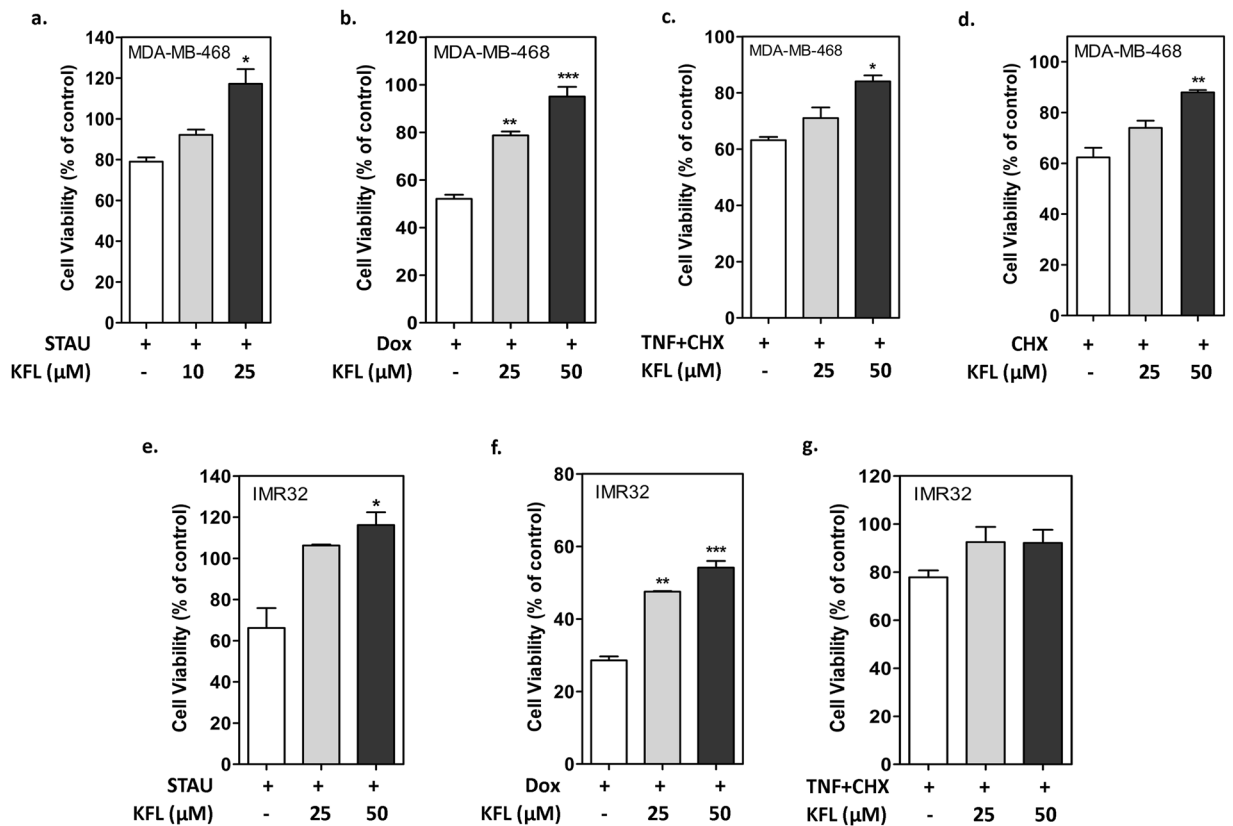 a.
MDA-MB-468
Cell Viability (% of control)
140
120
100
80
60
40
20
0
*
STAU + + +
KFL (µM) - 10 25
b.
MDA-MB-468
Cell Viability (% of control)
120
100
80
60
40
20
0
**
***
Dox + + +
KFL (µM) - 25 50
c.
MDA-MB-468
Cell Viability (% of control)
100
80
60
40
20
0
*
TNF+CHX + + +
KFL (µM) - 25 50
d.
MDA-MB-468
Cell Viability (% of control)
100
80
60
40
20
0
**
CHX + + +
KFL (µM) - 25 50
e.
IMR32
Cell Viability (% of control)
140
120
100
80
60
40
20
0
*
STAU + + +
KFL (µM) - 25 50
f.
IMR32
Cell Viability (% of control)
80
60
40
20
0
**
***
Dox + + +
KFL (µM) - 25 50
g.
IMR32
Cell Viability (% of control)
120
100
80
60
40
20
0
TNF+CHX + + +
KFL (µM) - 25 50